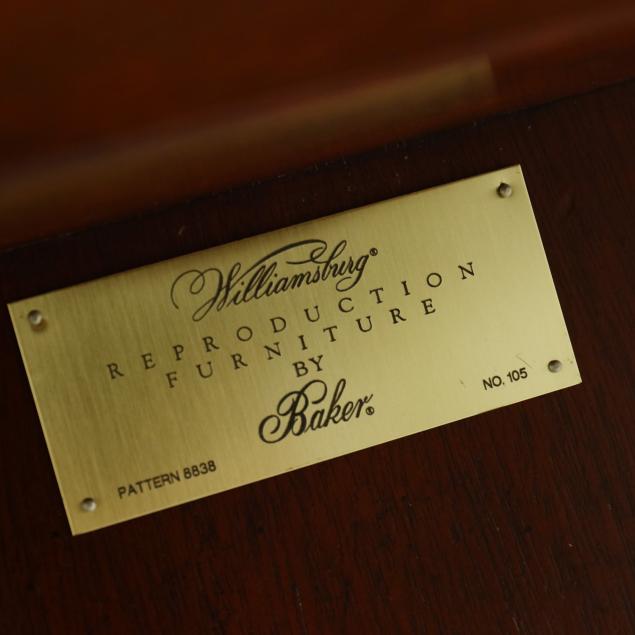 Williamsburg®
REPRODUCTION
FURNITURE
BY
Baker®
NO. 105
PATTERN 8838